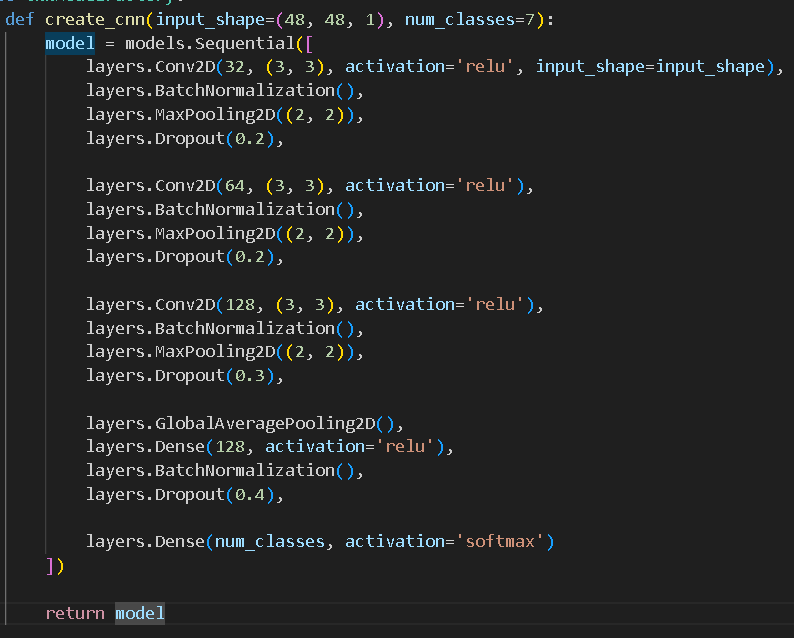 def create_cnn(input_shape=(48, 48, 1), num_classes=7):
    model = models.Sequential([
        layers.Conv2D(32, (3, 3), activation='relu', input_shape=input_shape),
        layers.BatchNormalization(),
        layers.MaxPooling2D((2, 2)),
        layers.Dropout(0.2),

        layers.Conv2D(64, (3, 3), activation='relu'),
        layers.BatchNormalization(),
        layers.MaxPooling2D((2, 2)),
        layers.Dropout(0.2),

        layers.Conv2D(128, (3, 3), activation='relu'),
        layers.BatchNormalization(),
        layers.MaxPooling2D((2, 2)),
        layers.Dropout(0.3),

        layers.GlobalAveragePooling2D(),
        layers.Dense(128, activation='relu'),
        layers.BatchNormalization(),
        layers.Dropout(0.4),

        layers.Dense(num_classes, activation='softmax')
    ])

    return model